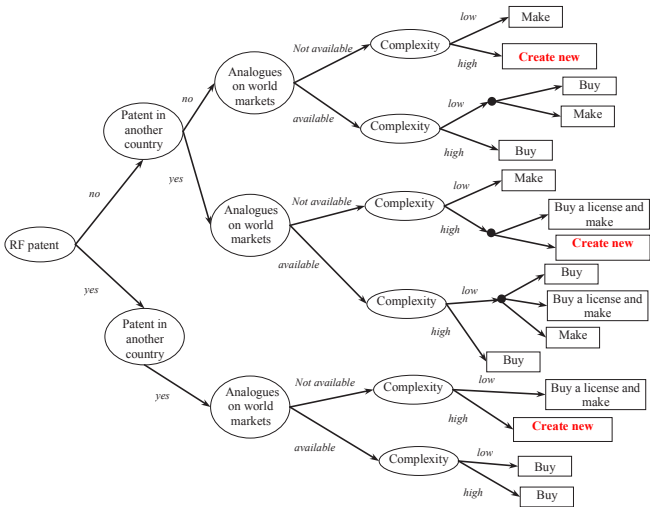 low
Make
Not available
Complexity
high
Create new
Analogues
on world
markets
no
available
low
Buy
Make
Complexity
high
Buy
Patent in
another
country
yes
no
low
Make
Not available
Complexity
high
Buy a license and
make
Create new
Analogues
on world
markets
available
RF patent
yes
Buy
low
Buy a license and
make
Complexity
high
Make
Buy
Patent in
another
country
yes
Not available
low
Complexity
Buy a license and
make
high
Create new
Analogues
on world
markets
available
low
Buy
Complexity
high
Buy